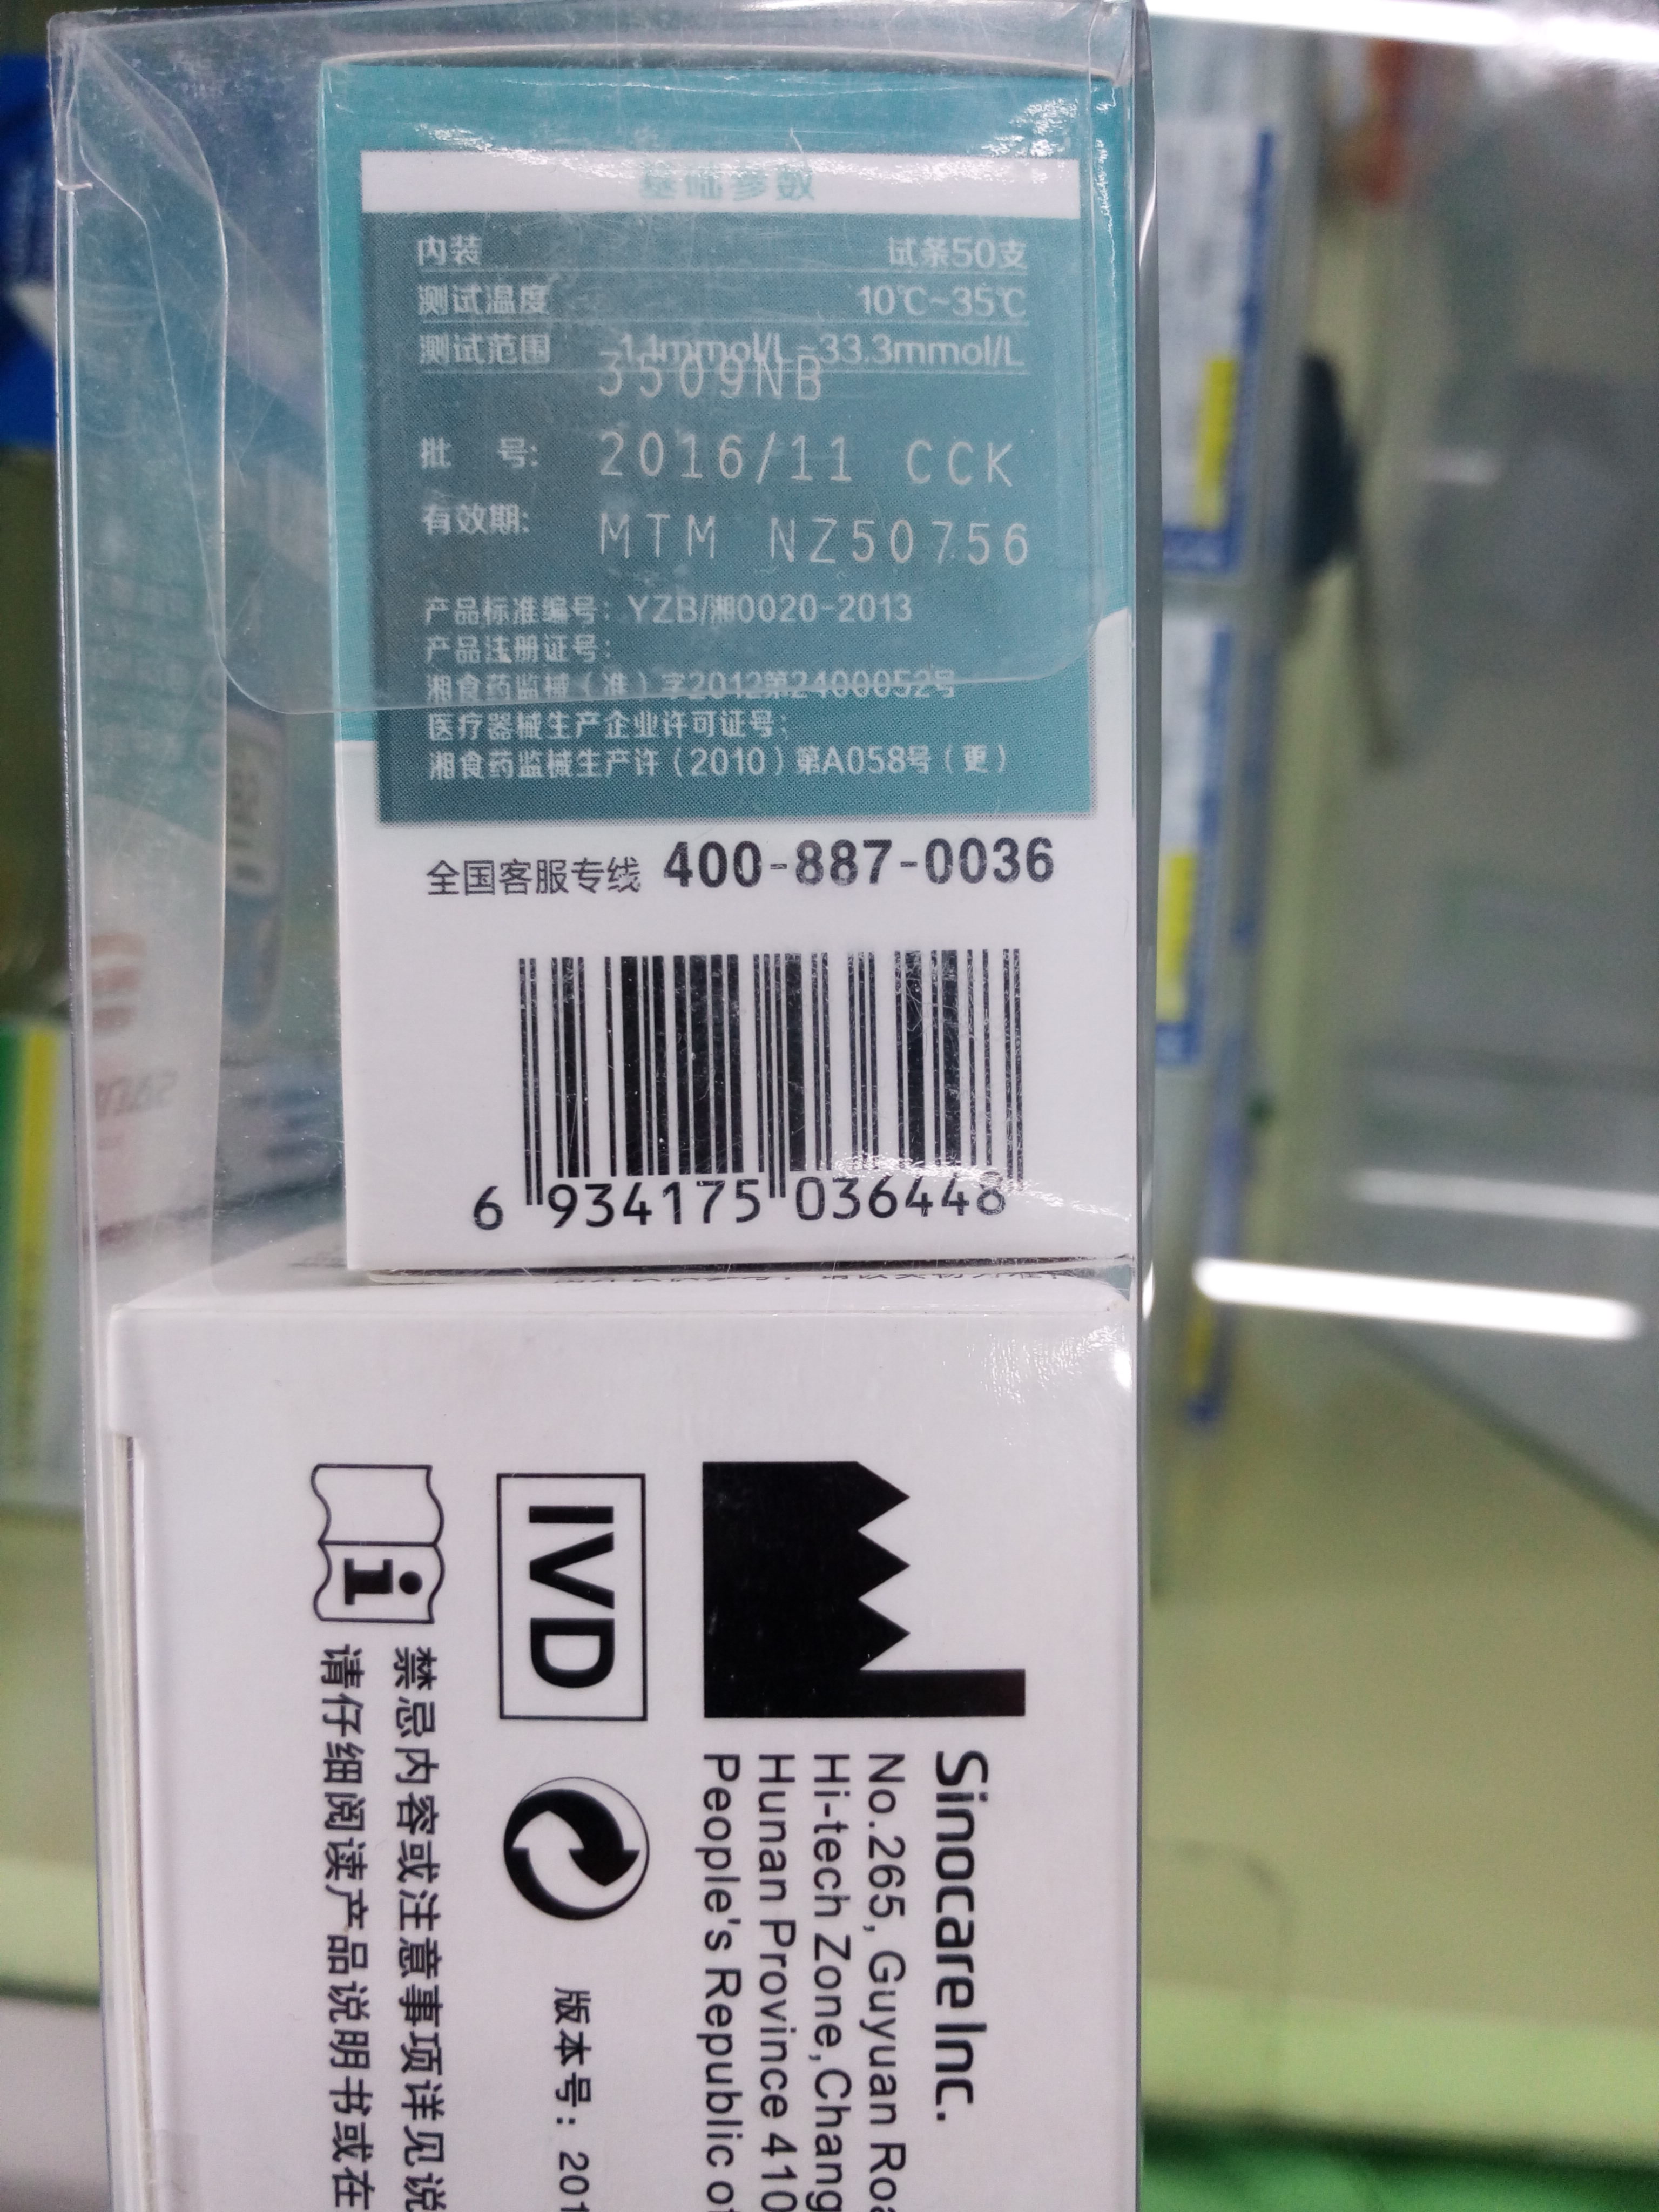 基础参数
内装 试条50支
测试温度 10℃~35℃
测试范围 1.1mmol/L~33.3mmol/L
3509NB
批 号: 2016/11 CCK
有效期: MTM NZ50756
产品标准编号：YZB/湘0020-2013
产品注册证号：
湘食药监械（准）字2012第2400052号
医疗器械生产企业许可证号：
湘食药监械生产许（2010）第A058号（更）
全国客服专线 400-887-0036
6 934175 036448
Sinocare Inc.
No.265, Guyuan Roa
Hi-tech Zone,Chang
Hunan Province 410
People's Republic of
IVD
版本号：201
i
禁忌内容或注意事项详见说
请仔细阅读产品说明书或在